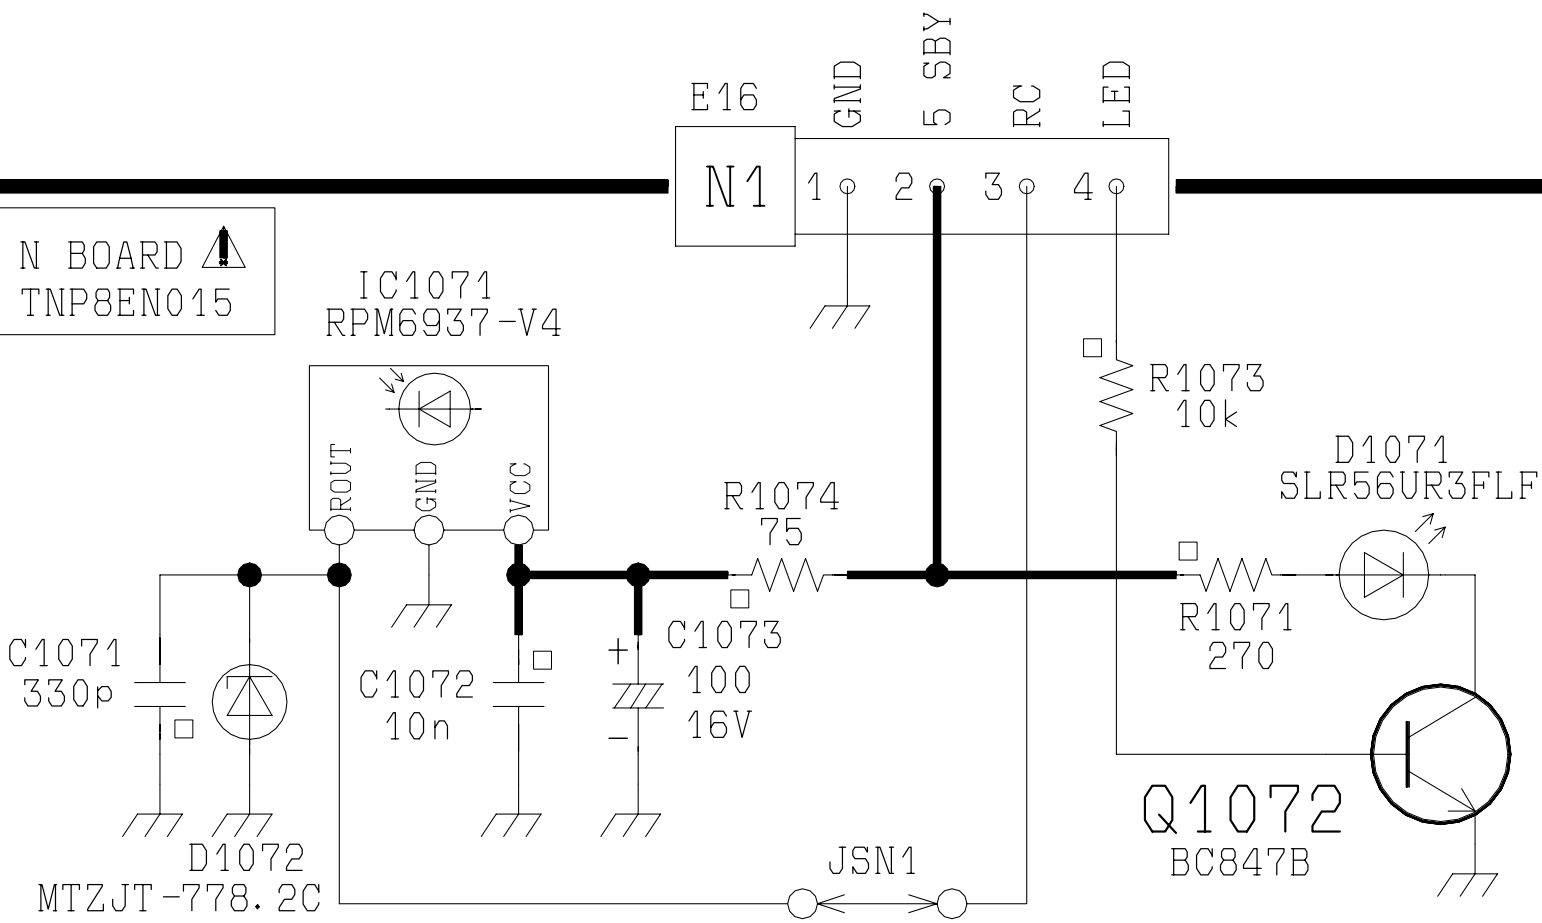 E16
GND
5 SBY
RC
LED
N1
1
2
3
4
N BOARD
TNP8EN015
IC1071
RPM6937-V4
ROUT
GND
VCC
R1073
10k
D1071
SLR56UR3FLF
R1074
75
R1071
270
C1071
330p
C1072
10n
+
C1073
100
16V
-
D1072
MTZJT-778.2C
JSN1
Q1072
BC847B